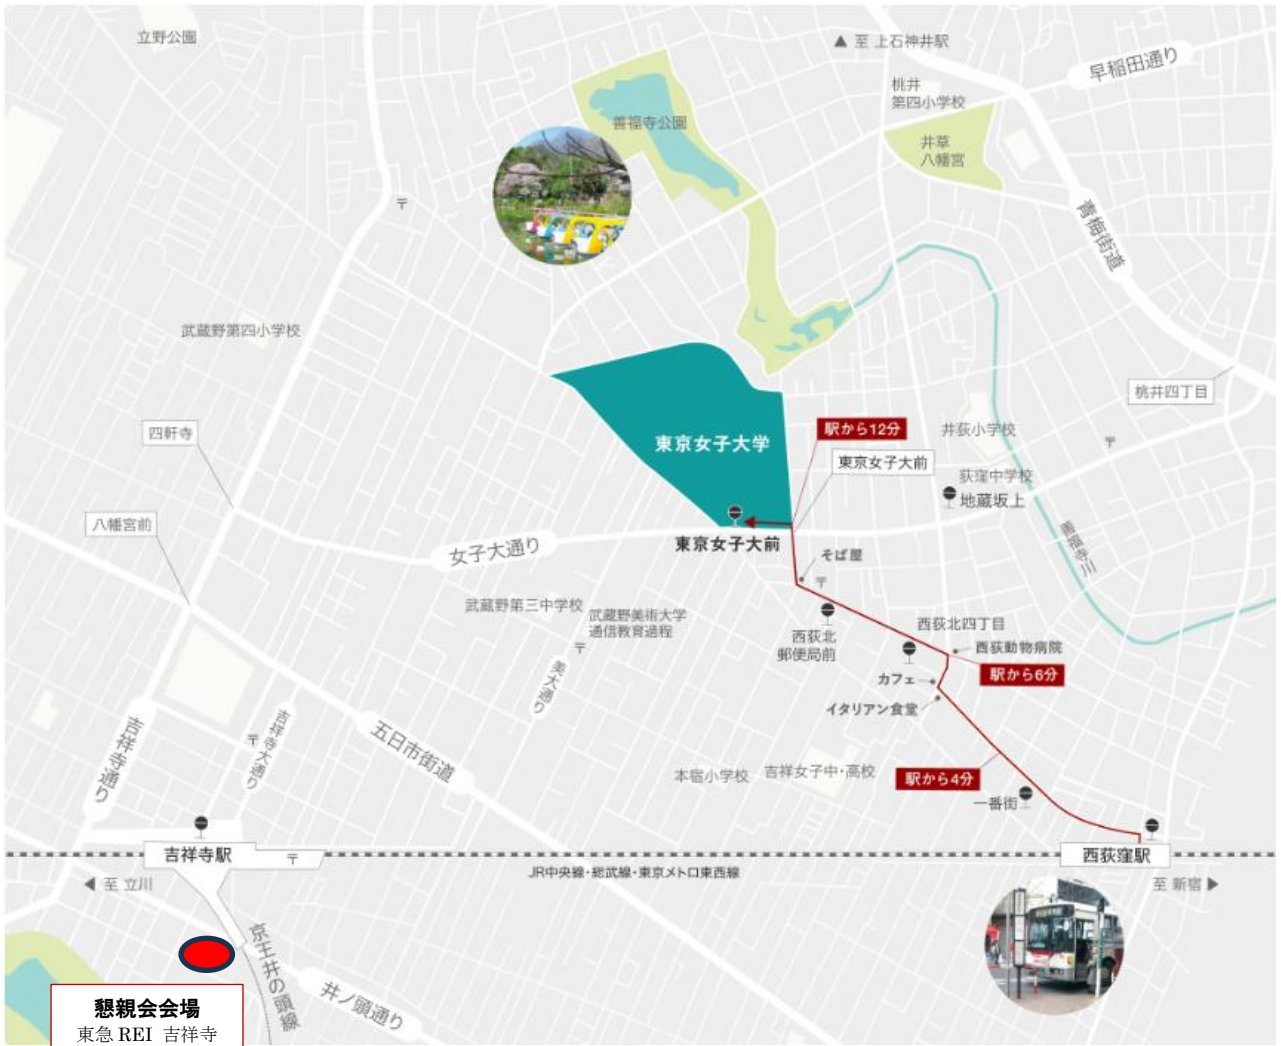 立野公園
▲ 至 上石神井駅
早稲田通り
桃井
第四小学校
善福寺公園
井草
八幡宮
青梅街道
武蔵野第四小学校
桃井四丁目
四軒寺
駅から12分
井荻小学校
東京女子大学
東京女子大前
荻窪中学校
地蔵坂上
八幡宮前
東京女子大前
女子大通り
そば屋
善福寺川
武蔵野第三中学校
武蔵野美術大学
通信教育過程
西荻北
郵便局前
西荻北四丁目
西荻動物病院
駅から6分
カフェ
美大通り
イタリアン食堂
吉祥寺通り
吉祥寺大通り
五日市街道
本宿小学校
吉祥女子中・高校
駅から4分
一番街
吉祥寺駅
西荻窪駅
JR中央線・総武線・東京メトロ東西線
◀ 至 立川
至 新宿 ▶
京王井の頭線
井ノ頭通り
懇親会会場
東急 REI 吉祥寺